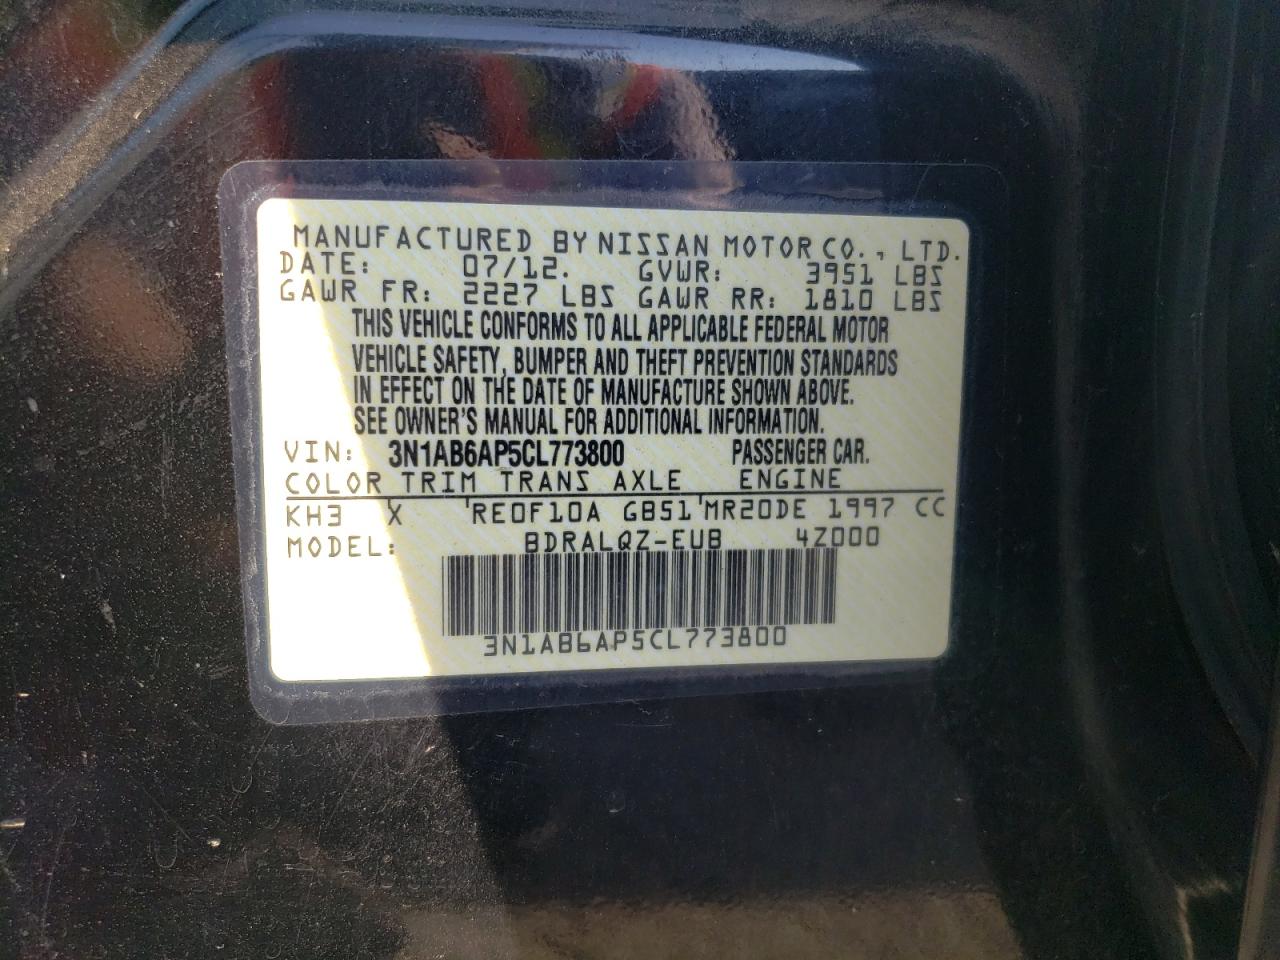 MANUFACTURED BY NISSAN MOTOR CO., LTD.
DATE: 07/12. GVWR: 3951 LBS
GAWR FR: 2227 LBS GAWR RR: 1810 LBS
THIS VEHICLE CONFORMS TO ALL APPLICABLE FEDERAL MOTOR
VEHICLE SAFETY, BUMPER AND THEFT PREVENTION STANDARDS
IN EFFECT ON THE DATE OF MANUFACTURE SHOWN ABOVE.
SEE OWNER'S MANUAL FOR ADDITIONAL INFORMATION.
VIN: 3N1AB6AP5CL773800 PASSENGER CAR.
COLOR TRIM TRANS AXLE ENGINE
KH3 X RE0F10A GB51 MR20DE 1997 CC
MODEL: BDRALQZ-EUB 4Z000
3N1AB6AP5CL773800